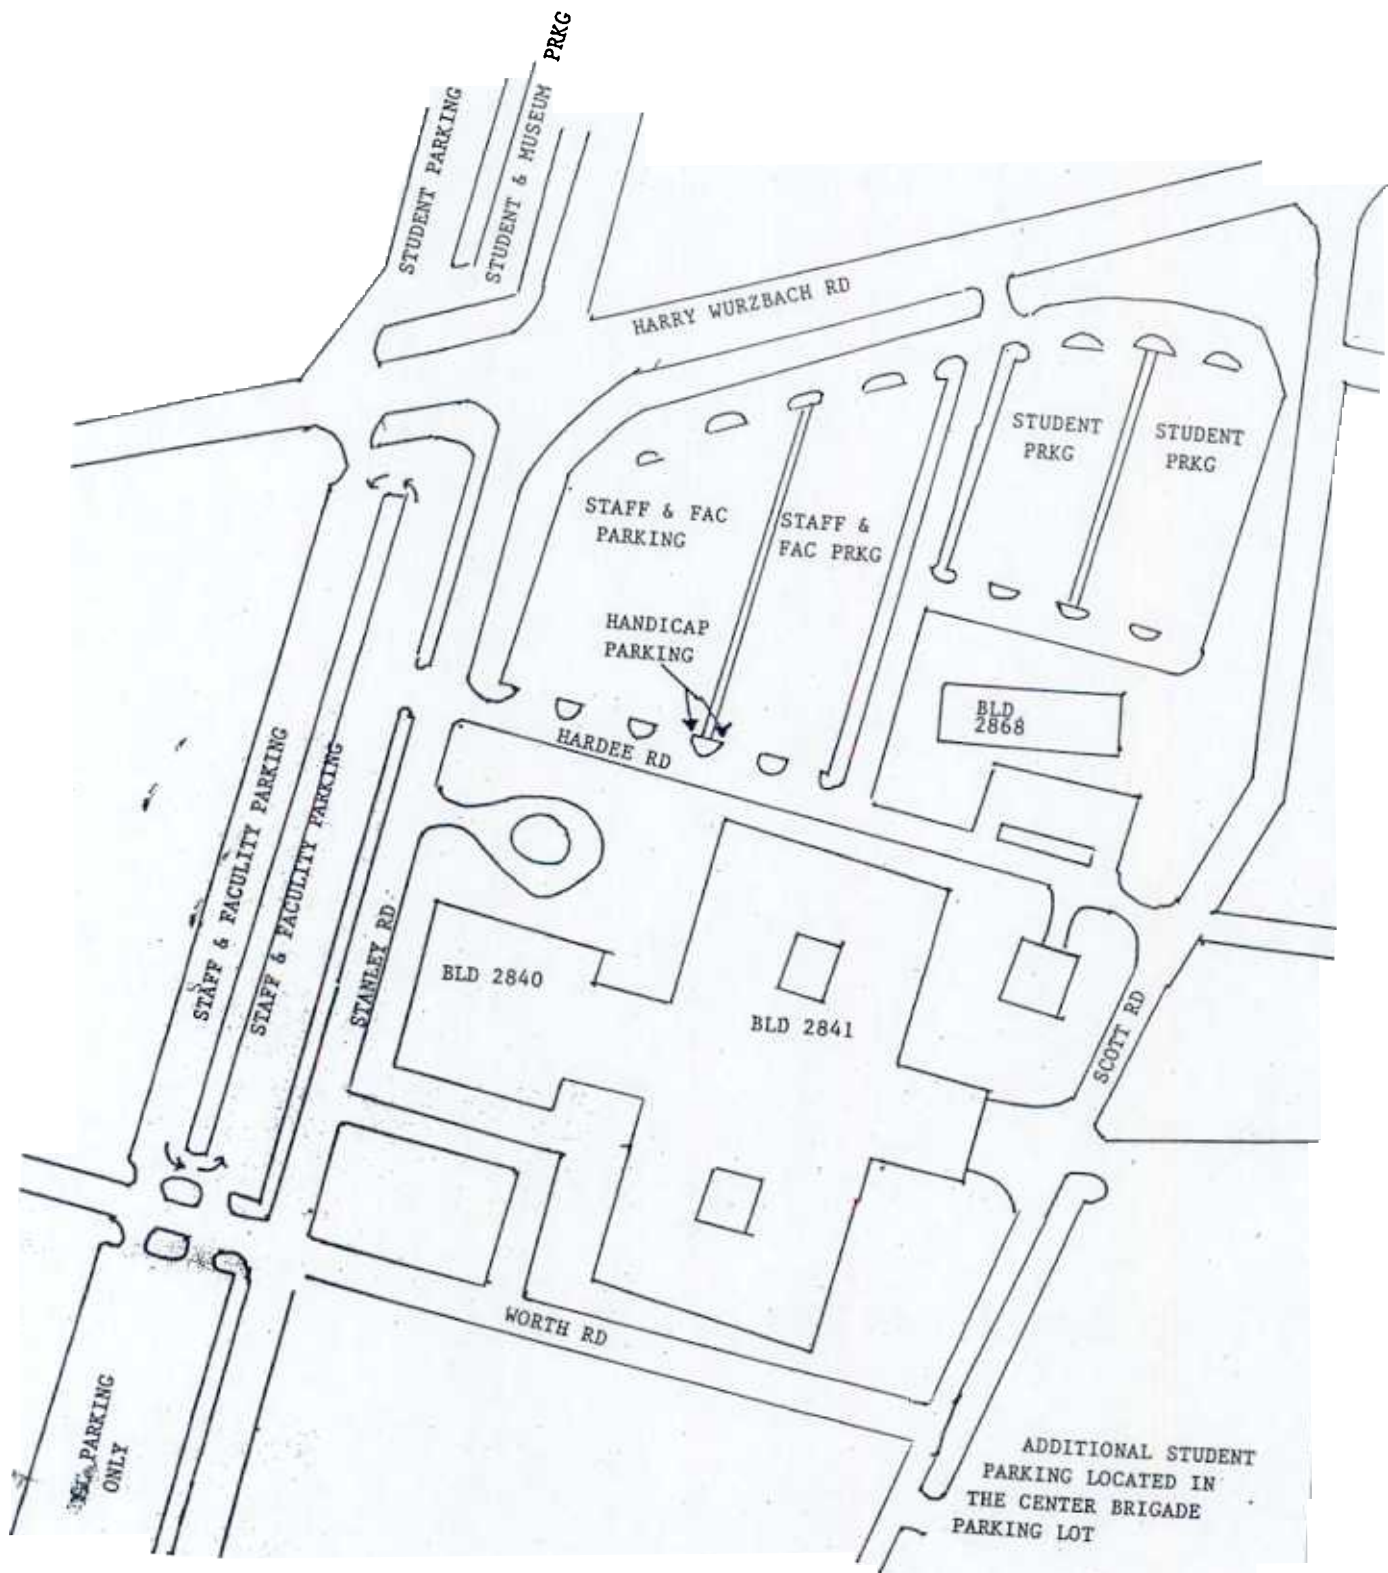 STUDENT PARKING
STUDENT & MUSEUM PRKG
HARRY WURZBACH RD
STUDENT
PRKG
STUDENT
PRKG
STAFF & FAC
PARKING
STAFF &
FAC PRKG
HANDICAP
PARKING
BLD
2868
HARDEE RD
STAFF & FACULITY PARKING
STAFF & FACULITY PARKING
STANLEY RD
BLD 2840
BLD 2841
SCOTT RD
WORTH RD
PARKING
ONLY
ADDITIONAL STUDENT
PARKING LOCATED IN
THE CENTER BRIGADE
PARKING LOT